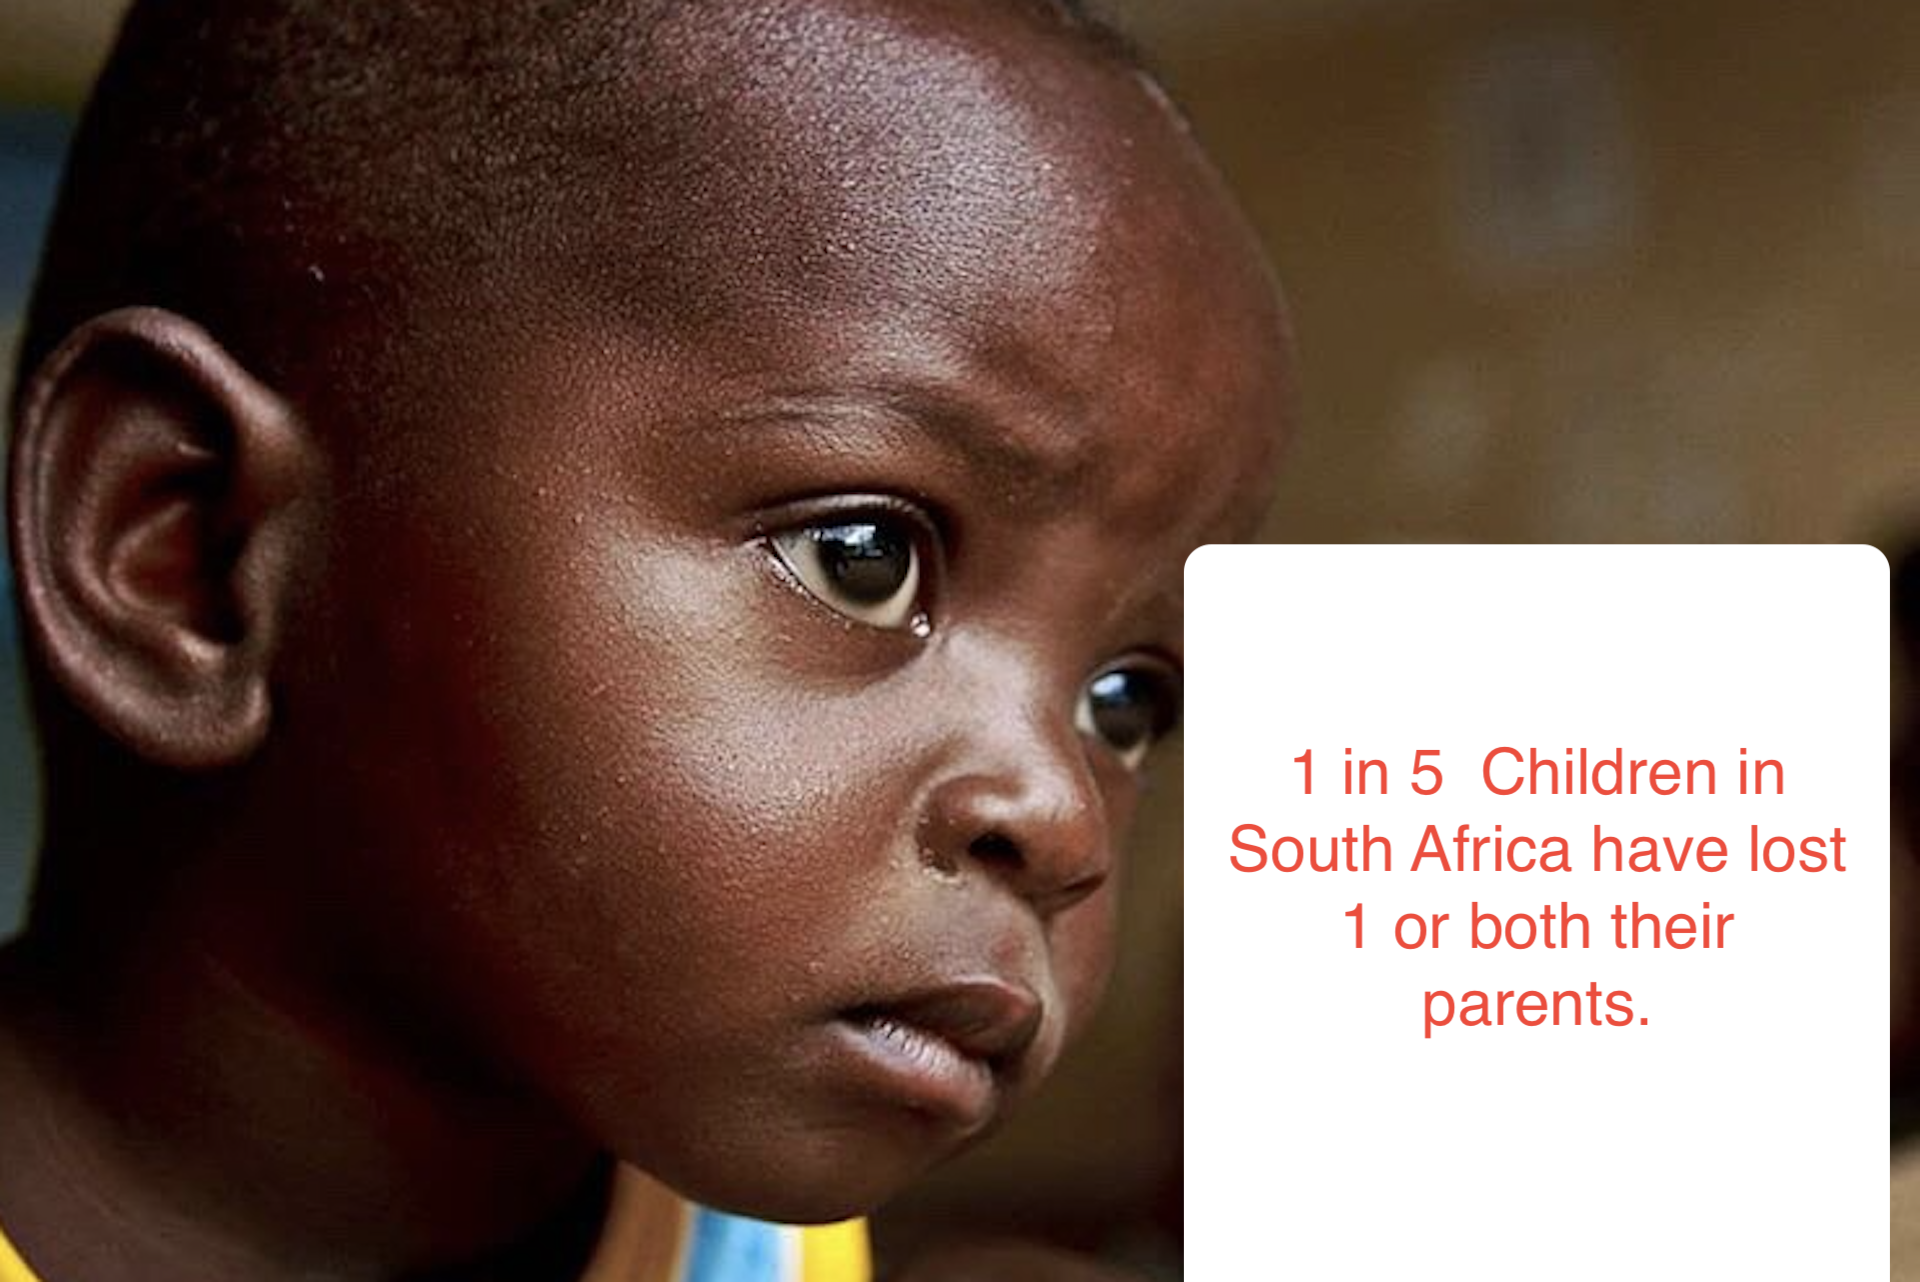 1 in 5  Children in
South Africa have lost
1 or both their
parents.